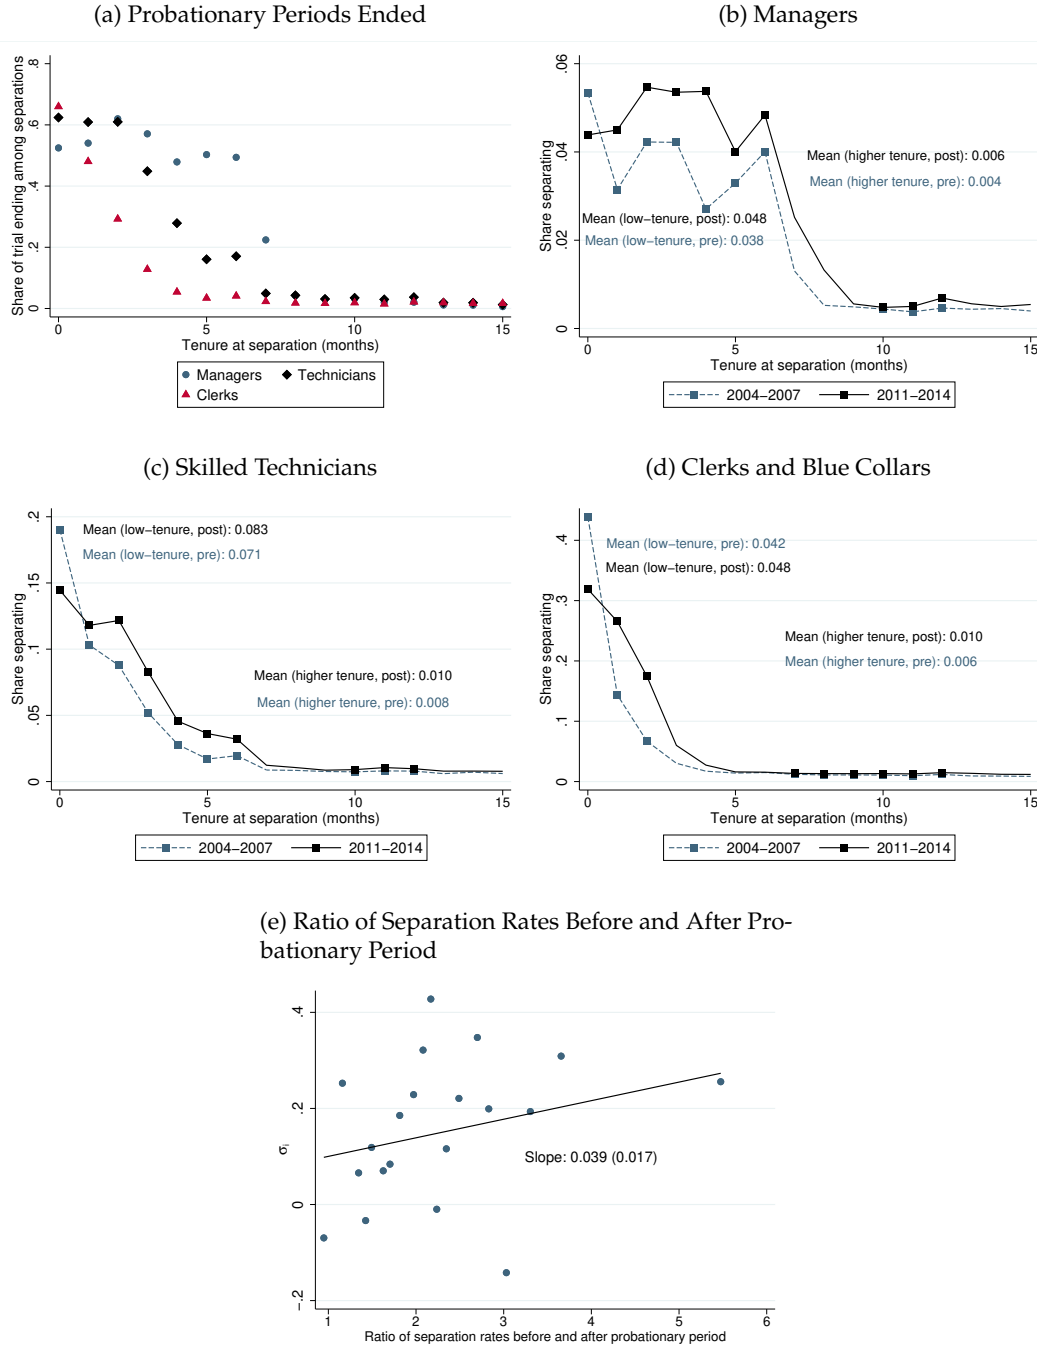 (a) Probationary Periods Ended
Share of trial ending among separations
.8
.6
.4
.2
0
0 5 10 15
Tenure at separation (months)
Managers Technicians
Clerks
(b) Managers
Share separating
.06
.04
.02
0
Mean (higher tenure, post): 0.006
Mean (higher tenure, pre): 0.004
Mean (low−tenure, post): 0.048
Mean (low−tenure, pre): 0.038
0 5 10 15
Tenure at separation (months)
2004−2007 2011−2014
(c) Skilled Technicians
Share separating
.2
.15
.1
.05
0
Mean (low−tenure, post): 0.083
Mean (low−tenure, pre): 0.071
Mean (higher tenure, post): 0.010
Mean (higher tenure, pre): 0.008
0 5 10 15
Tenure at separation (months)
2004−2007 2011−2014
(d) Clerks and Blue Collars
Share separating
.4
.3
.2
.1
0
Mean (low−tenure, pre): 0.042
Mean (low−tenure, post): 0.048
Mean (higher tenure, post): 0.010
Mean (higher tenure, pre): 0.006
0 5 10 15
Tenure at separation (months)
2004−2007 2011−2014
(e) Ratio of Separation Rates Before and After Pro-
bationary Period
σᵢ
.4
.2
0
−.2
Slope: 0.039 (0.017)
1 2 3 4 5 6
Ratio of separation rates before and after probationary period